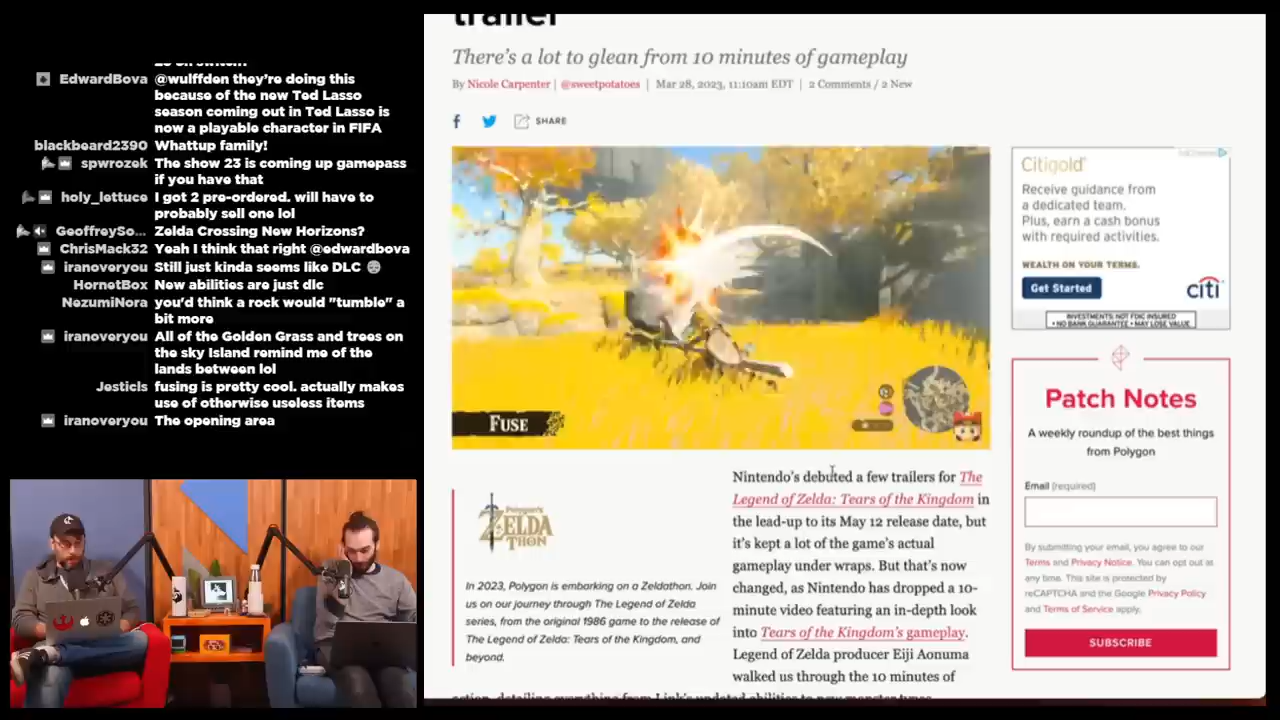 EdwardBova @wulffden they're doing this
because of the new Ted Lasso
season coming out in Ted Lasso is
now a playable character in FIFA
blackbeard2390 Whattup family!
spwrozek The show 23 is coming up gamepass
if you have that
holy_lettuce I got 2 pre-ordered. will have to
probably sell one lol
GeoffreySo... Zelda Crossing New Horizons?
ChrisMack32 Yeah I think that right @edwardbova
iranoveryou Still just kinda seems like DLC
HornetBox New abilities are just dlc
NezumiNora you'd think a rock would "tumble" a
bit more
iranoveryou All of the Golden Grass and trees on
the sky Island remind me of the
lands between lol
Jesticls fusing is pretty cool. actually makes
use of otherwise useless items
iranoveryou The opening area
trailer
There's a lot to glean from 10 minutes of gameplay
By Nicole Carpenter | @sweetpotatoes | Mar 28, 2023, 11:10am EDT | 2 Comments / 2 New
SHARE
FUSE
Polygon's
ZELDA
THON
In 2023, Polygon is embarking on a Zeldathon. Join
us on our journey through The Legend of Zelda
series, from the original 1986 game to the release of
The Legend of Zelda: Tears of the Kingdom, and
beyond.
Nintendo's debuted a few trailers for The
Legend of Zelda: Tears of the Kingdom in
the lead-up to its May 12 release date, but
it's kept a lot of the game's actual
gameplay under wraps. But that's now
changed, as Nintendo has dropped a 10-
minute video featuring an in-depth look
into Tears of the Kingdom's gameplay.
Legend of Zelda producer Eiji Aonuma
walked us through the 10 minutes of
action, detailing everything from Link's updated abilities to new monster types.
Citigold
Receive guidance from
a dedicated team.
Plus, earn a cash bonus
with required activities.
WEALTH ON YOUR TERMS.
Get Started
citi
INVESTMENTS: NOT FDIC INSURED
• NO BANK GUARANTEE • MAY LOSE VALUE
Patch Notes
A weekly roundup of the best things
from Polygon
Email (required)
By submitting your email, you agree to our
Terms and Privacy Notice. You can opt out at
any time. This site is protected by
reCAPTCHA and the Google Privacy Policy
and Terms of Service apply.
SUBSCRIBE